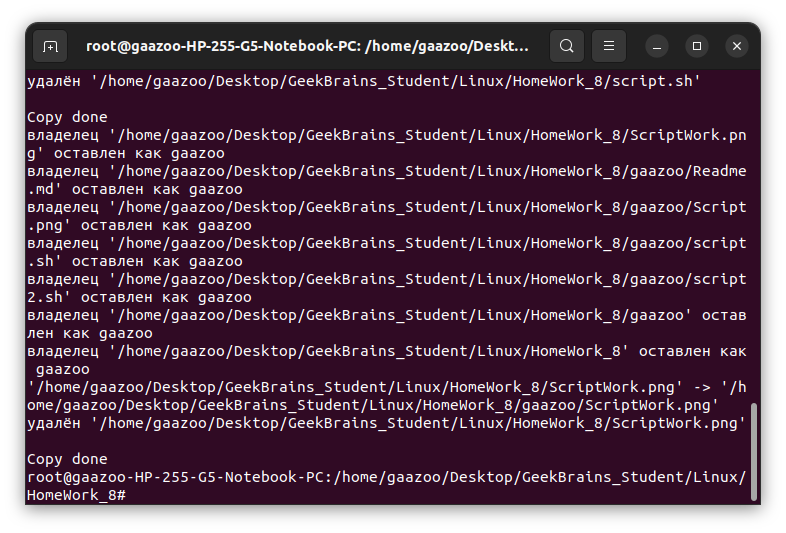 root@gaazoo-HP-255-G5-Notebook-PC: /home/gaazoo/Deskt...
удалён '/home/gaazoo/Desktop/GeekBrains_Student/Linux/HomeWork_8/script.sh'
Copy done
владелец '/home/gaazoo/Desktop/GeekBrains_Student/Linux/HomeWork_8/ScriptWork.pn
g' оставлен как gaazoo
владелец '/home/gaazoo/Desktop/GeekBrains_Student/Linux/HomeWork_8/gaazoo/Readme
.md' оставлен как gaazoo
владелец '/home/gaazoo/Desktop/GeekBrains_Student/Linux/HomeWork_8/gaazoo/Script
.png' оставлен как gaazoo
владелец '/home/gaazoo/Desktop/GeekBrains_Student/Linux/HomeWork_8/gaazoo/script
.sh' оставлен как gaazoo
владелец '/home/gaazoo/Desktop/GeekBrains_Student/Linux/HomeWork_8/gaazoo/script
2.sh' оставлен как gaazoo
владелец '/home/gaazoo/Desktop/GeekBrains_Student/Linux/HomeWork_8/gaazoo' остав
лен как gaazoo
владелец '/home/gaazoo/Desktop/GeekBrains_Student/Linux/HomeWork_8' оставлен как
 gaazoo
'/home/gaazoo/Desktop/GeekBrains_Student/Linux/HomeWork_8/ScriptWork.png' -> '/h
ome/gaazoo/Desktop/GeekBrains_Student/Linux/HomeWork_8/gaazoo/ScriptWork.png'
удалён '/home/gaazoo/Desktop/GeekBrains_Student/Linux/HomeWork_8/ScriptWork.png'
Copy done
root@gaazoo-HP-255-G5-Notebook-PC:/home/gaazoo/Desktop/GeekBrains_Student/Linux/
HomeWork_8#